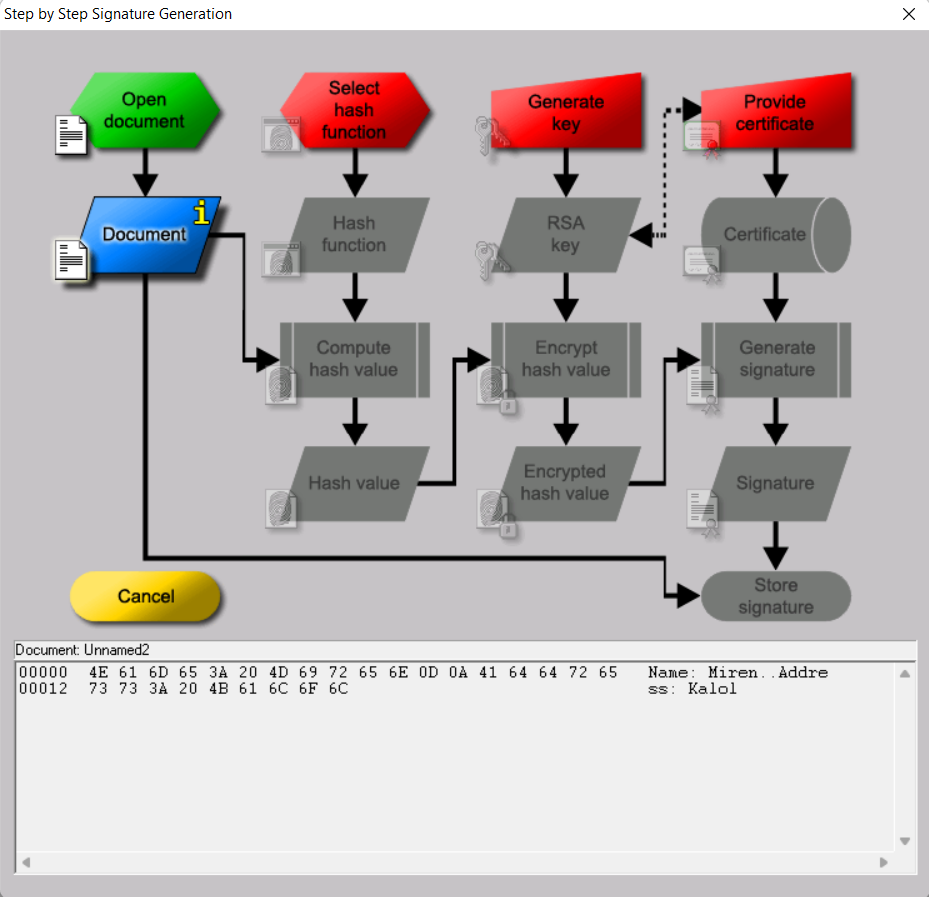 Step by Step Signature Generation
Open
document
Select
hash
function
Generate
key
Provide
certificate
i
Document
Hash
function
RSA
key
Certificate
Compute
hash value
Encrypt
hash value
Generate
signature
Hash value
Encrypted
hash value
Signature
Cancel
Store
signature
Document: Unnamed2
00000 4E 61 6D 65 3A 20 4D 69 72 65 6E 0D 0A 41 64 64 72 65 Name: Miren..Addre
00012 73 73 3A 20 4B 61 6C 6F 6C ss: Kalol